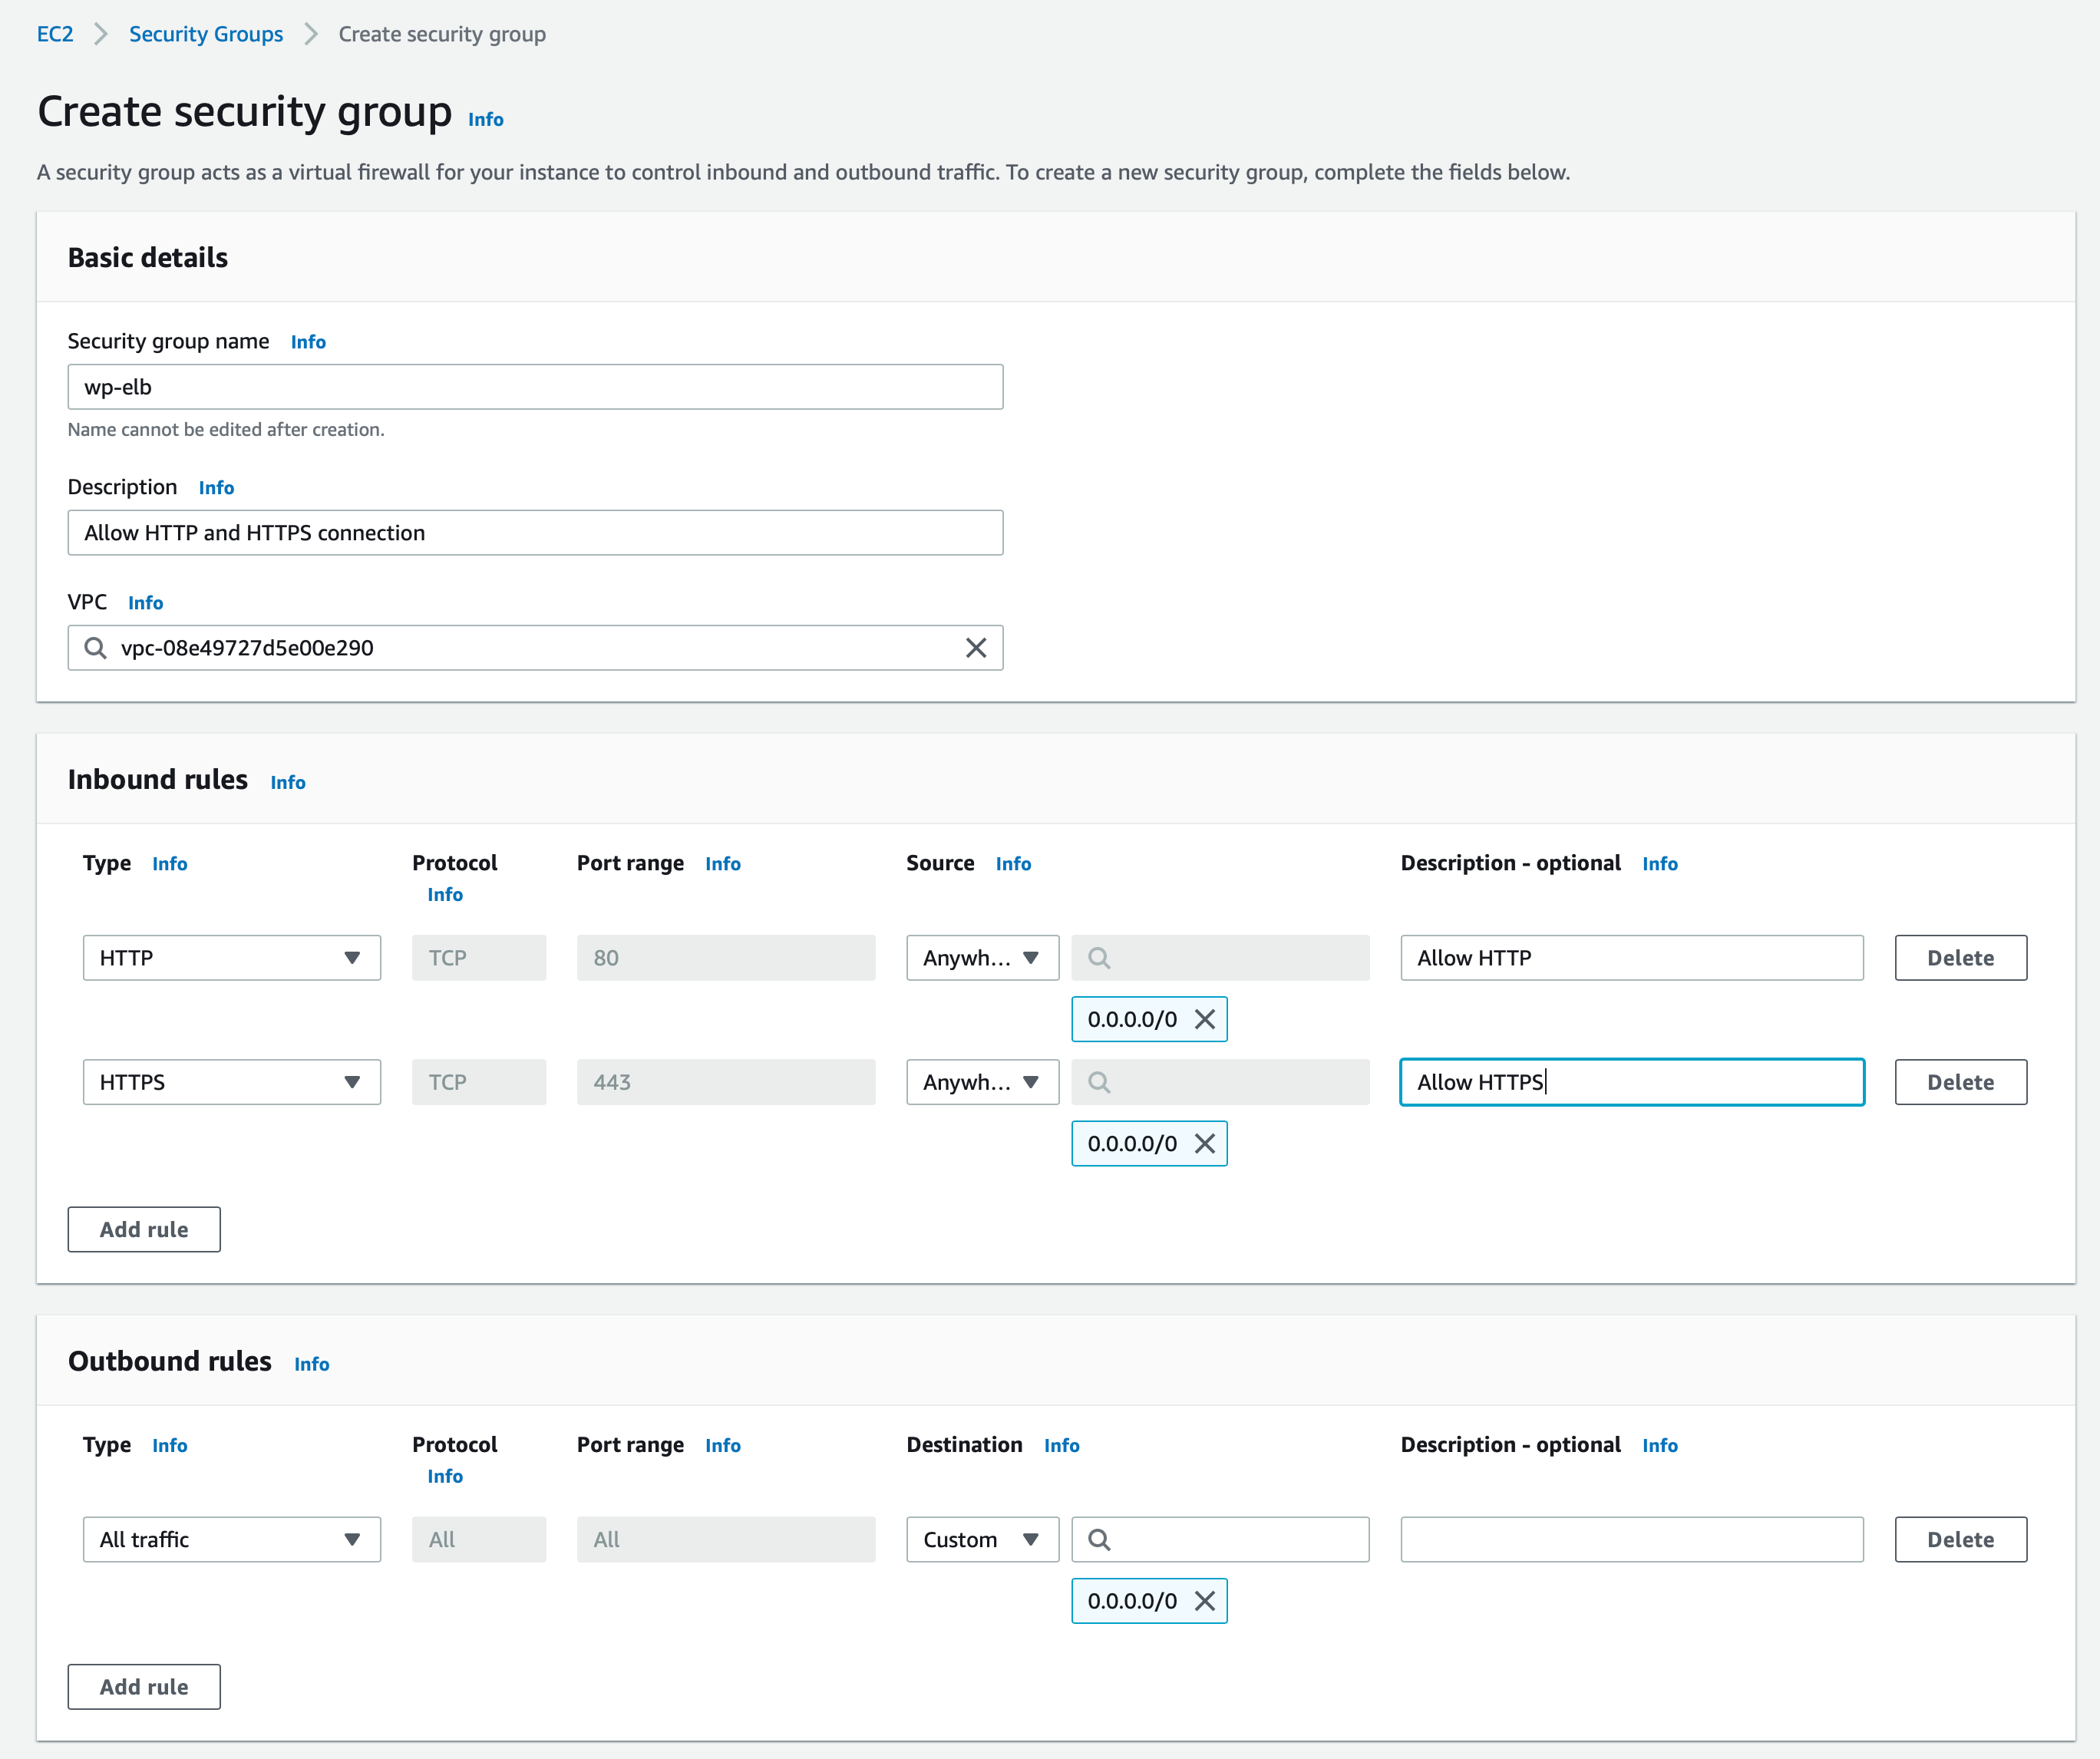 EC2 Security Groups Create security group
Create security group Info
A security group acts as a virtual firewall for your instance to control inbound and outbound traffic. To create a new security group, complete the fields below.
Basic details
Security group name Info
wp-elb
Name cannot be edited after creation.
Description Info
Allow HTTP and HTTPS connection
VPC Info
vpc-08e49727d5e00e290
Inbound rules Info
Type Info Protocol Info Port range Info Source Info Description - optional Info
HTTP TCP 80 Anywh... Allow HTTP Delete
0.0.0.0/0
HTTPS TCP 443 Anywh... Allow HTTPS Delete
0.0.0.0/0
Add rule
Outbound rules Info
Type Info Protocol Info Port range Info Destination Info Description - optional Info
All traffic All All Custom Delete
0.0.0.0/0
Add rule